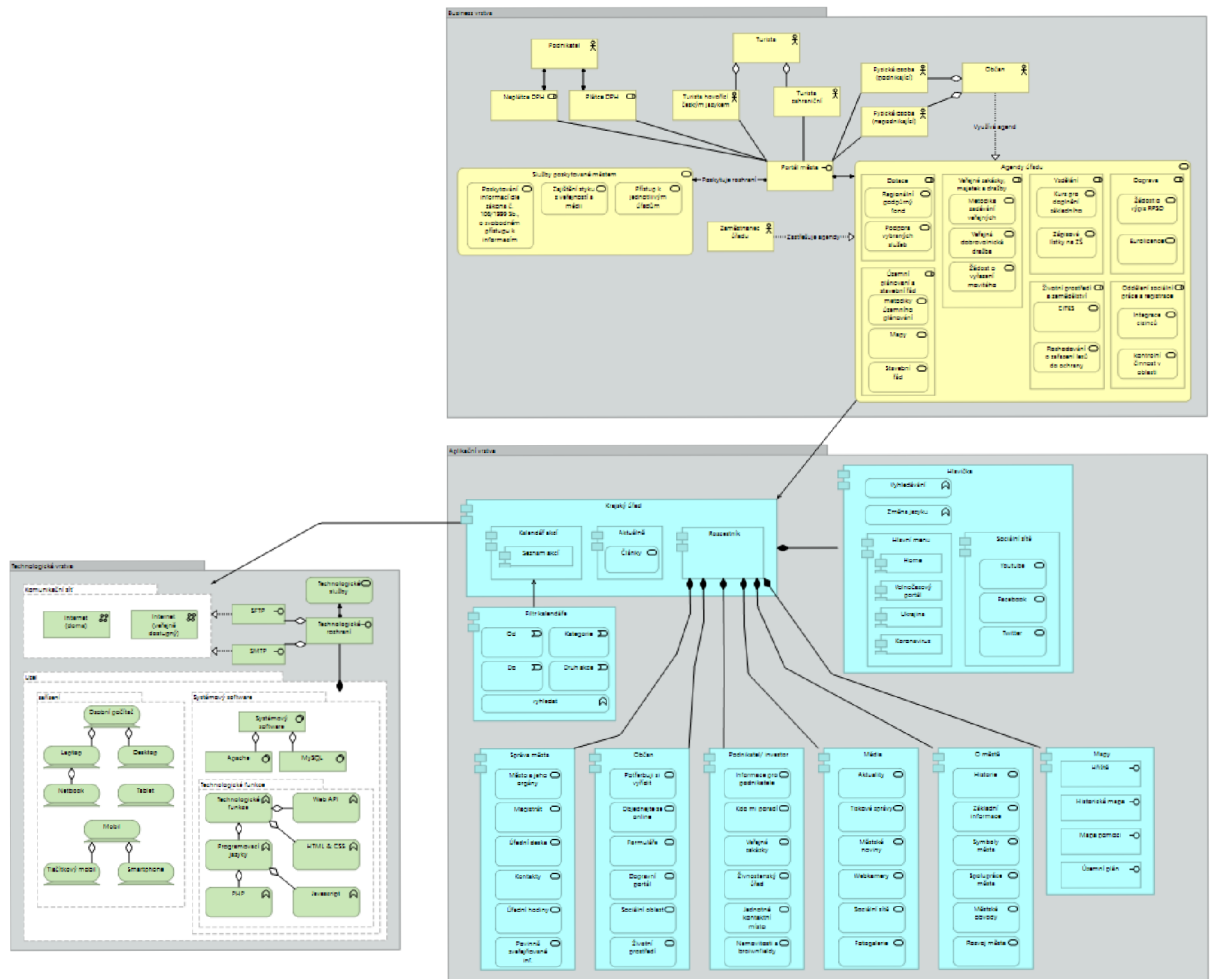 Business vrstva
Podnikatel
Turista
Neplátce DPH
Plátce DPH
Turista hovořící
českým jazykem
Turista
zahraniční
Fyzická osoba
(podnikající)
Občan
Fyzická osoba
(nepodnikající)
Využívá agend
Portál města
Poskytuje rozhraní
Služby poskytované městem
Poskytování
informací dle
zákona č.
106/1999 Sb.,
o svobodném
přístupu k
informacím
Zajištění styku
s veřejností a
médii
Přístup k
jednotlivým
úřadům
Zaměstnanec
úřadu
Zastřešuje agendy
Agendy úřadu
Dotace
Regionální
podpůrný
fond
Podpora
vybraných
služeb
Veřejné zakázky,
majetek a dražby
Metodika
zadávání
veřejných
Veřejná
dobrovolnická
dražba
Žádost o
vyřazení
movitého
Vzdělání
Kurs pro
doplnění
základního
Zápisové
lístky na ZŠ
Doprava
Žádost o
Eurolicence
Územní
plánování a
stavební řád
metodiky
územního
plánování
Mapy
Stavební
řád
Životní prostředí
a zemědělství
CITES
Rozhodování
o zařazení lesů
do ochrany
Oddělení sociální
práce a registrace
Integrace
cizinců
kontrolní
činnost v
oblasti
Aplikační vrstva
Krajský úřad
Kalendář akcí
Seznam akcí
Aktuálně
Články
Rozcestník
Hlavička
Vyhledávání
Změna jazyku
Hlavní menu
Home
Volnočasový
portál
Ukrajina
Koronavirus
Sociální sítě
Youtube
Facebook
Twitter
Filtr kalendáře
Od
Kategorie
Do
Druh akce
vyhledat
Správa města
Město a jeho
orgány
Magistrát
Úřední deska
Kontakty
Úřední hodiny
Povinně
zveřejňované
inf.
Občan
Potřebuji si
vyřídit
Objednejte se
online
Formuláře
Dopravní
portál
Sociální oblast
Životní
prostředí
Podnikatel/ investor
Informace pro
podnikatele
Kdo mi poradí
Veřejné
zakázky
Živnostenský
úřad
Jednotné
kontaktní
místo
Nemovitosti a
brownfieldy
Média
Aktuality
Tiskové zprávy
Městské
noviny
Webkamery
Sociální sítě
Fotogalerie
O městě
Historie
Základní
informace
Symboly
města
Spolupráce
města
Městské
obvody
Rozvoj města
Mapy
Hřiště
Historická mapa
Mapa pomoci
Územní plán
Technologická vrstva
Komunikační síť
Internet
(doma)
Internet
(veřejně
dostupný)
SFTP
SMTP
Technologické
služby
Technologické
rozhraní
Uzel
zařízení
Osobní počítač
Laptop
Desktop
Netbook
Tablet
Mobil
Tlačítkový mobil
Smartphone
Systémový software
Systémový
software
Apache
MySQL
Technologické funkce
Technologické
funkce
Web API
Programovací
jazyky
HTML & CSS
PHP
Javascript